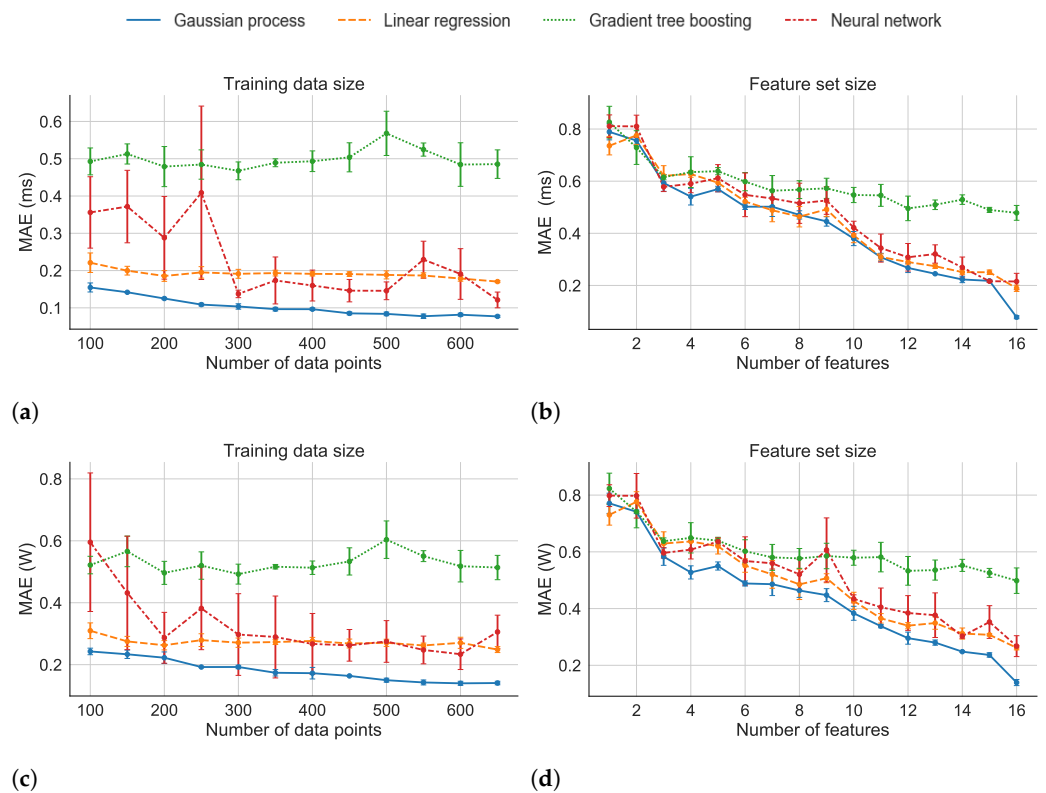 Gaussian process Linear regression Gradient tree boosting Neural network
Training data size
0.6
0.5
0.4
0.3
0.2
0.1
MAE (ms)
100 200 300 400 500 600
Number of data points
(a)
Feature set size
0.8
0.6
0.4
0.2
MAE (ms)
2 4 6 8 10 12 14 16
Number of features
(b)
Training data size
0.8
0.6
0.4
0.2
MAE (W)
100 200 300 400 500 600
Number of data points
(c)
Feature set size
0.8
0.6
0.4
0.2
MAE (W)
2 4 6 8 10 12 14 16
Number of features
(d)